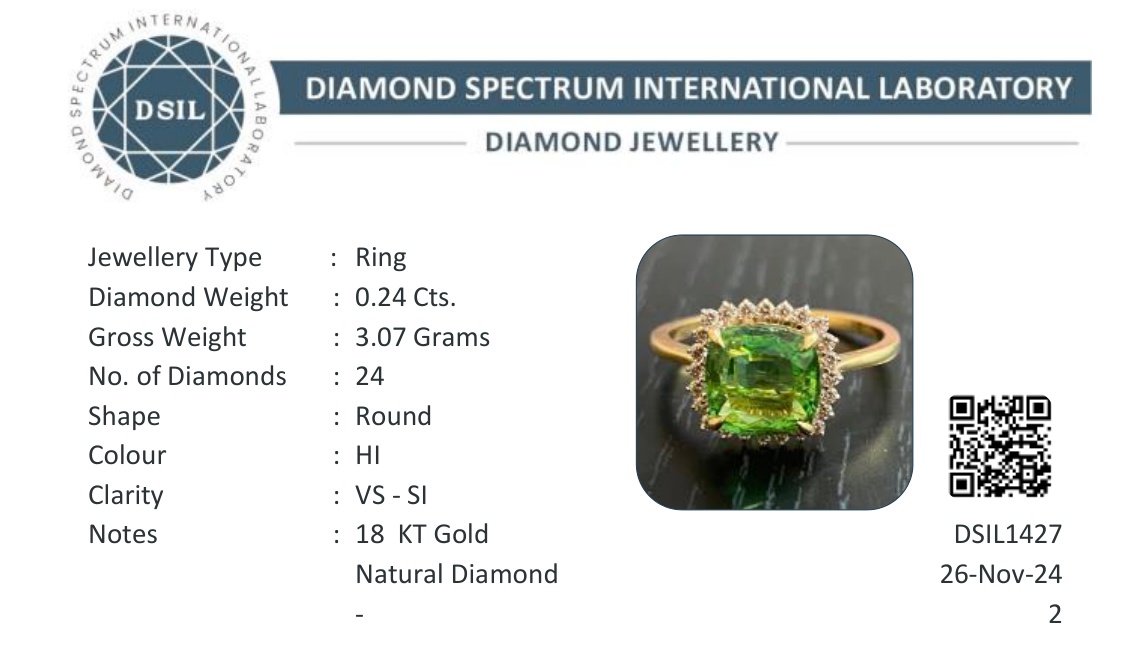 DIAMOND SPECTRUM INTERNATIONAL LABORATORY
DSIL
DIAMOND SPECTRUM INTERNATIONAL LABORATORY
DIAMOND JEWELLERY
Jewellery Type : Ring
Diamond Weight : 0.24 Cts.
Gross Weight : 3.07 Grams
No. of Diamonds : 24
Shape : Round
Colour : HI
Clarity : VS - SI
Notes : 18 KT Gold
Natural Diamond
-
DSIL1427
26-Nov-24
2